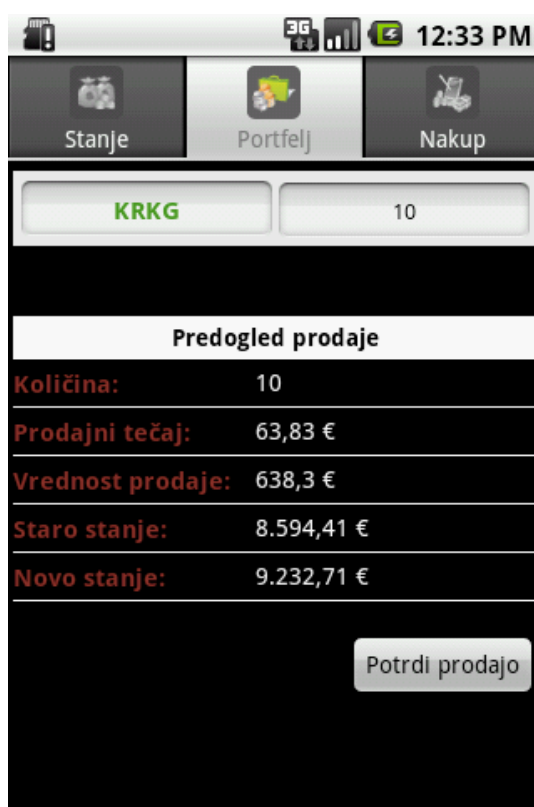 3G 12:33 PM
Stanje Portfelj Nakup
KRKG 10
Predogled prodaje
Količina: 10
Prodajni tečaj: 63,83 €
Vrednost prodaje: 638,3 €
Staro stanje: 8.594,41 €
Novo stanje: 9.232,71 €
Potrdi prodajo